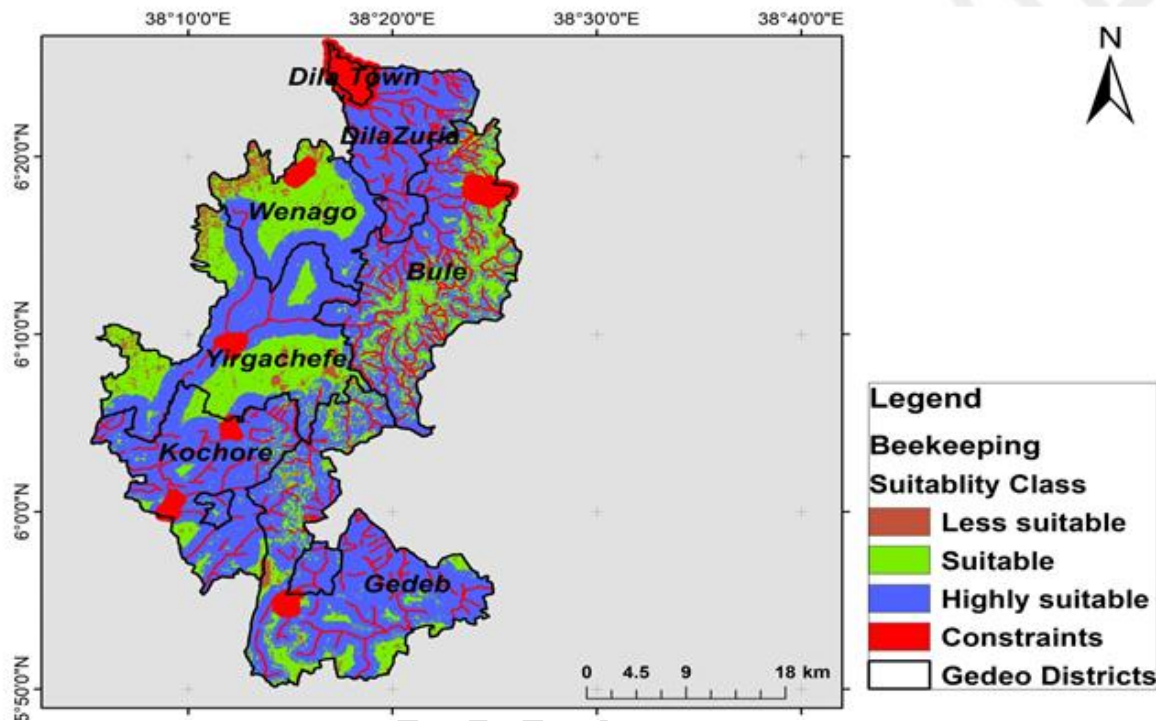 38°10'0"E 38°20'0"E 38°30'0"E 38°40'0"E
N
Dila Town
DilaZuria
6°20'0"N
Wenago
Bule
6°10'0"N
Yirgachefe
Kochore
6°0'0"N
Gedeb
5°50'0"N
0 4.5 9 18 km
Legend
Beekeeping
Suitablity Class
Less suitable
Suitable
Highly suitable
Constraints
Gedeo Districts